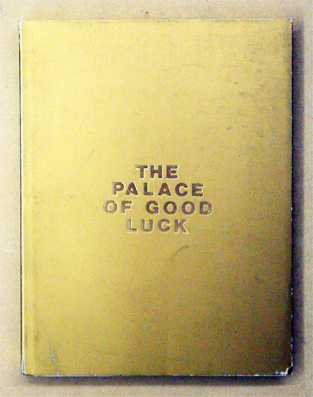 THE
PALACE
OF GOOD
LUCK